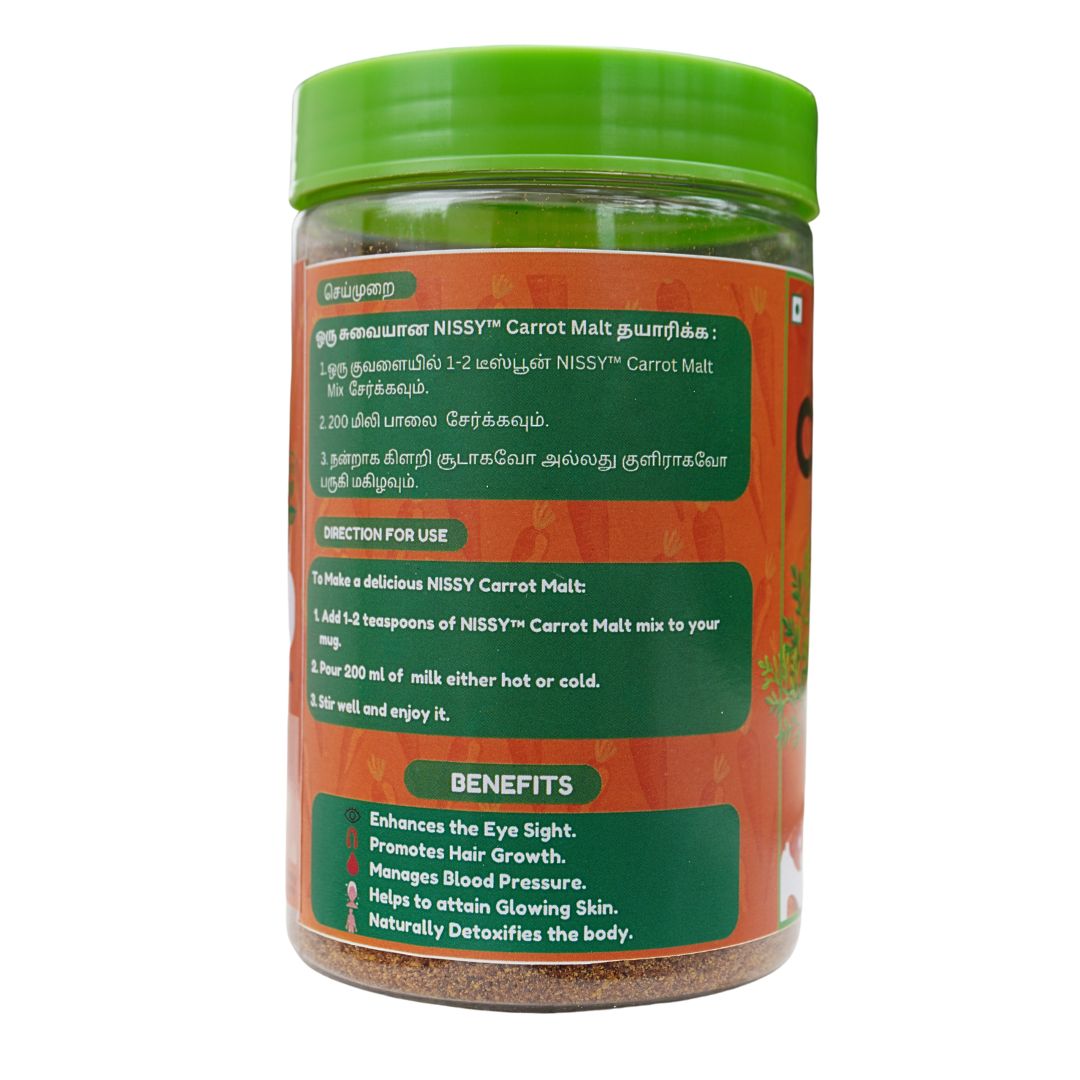 செய்முறை
ஒரு சுவையான NISSY™ Carrot Malt தயாரிக்க :
1. ஒரு குவளையில் 1-2 டீஸ்பூன் NISSY™ Carrot Malt
Mix சேர்க்கவும்.
2. 200 மிலி பாலை சேர்க்கவும்.
3. நன்றாக கிளறி சூடாகவோ அல்லது குளிராகவோ
பருகி மகிழவும்.
DIRECTION FOR USE
To Make a delicious NISSY Carrot Malt:
1. Add 1-2 teaspoons of NISSY™ Carrot Malt mix to your
mug.
2. Pour 200 ml of milk either hot or cold.
3. Stir well and enjoy it.
BENEFITS
Enhances the Eye Sight.
Promotes Hair Growth.
Manages Blood Pressure.
Helps to attain Glowing Skin.
Naturally Detoxifies the body.